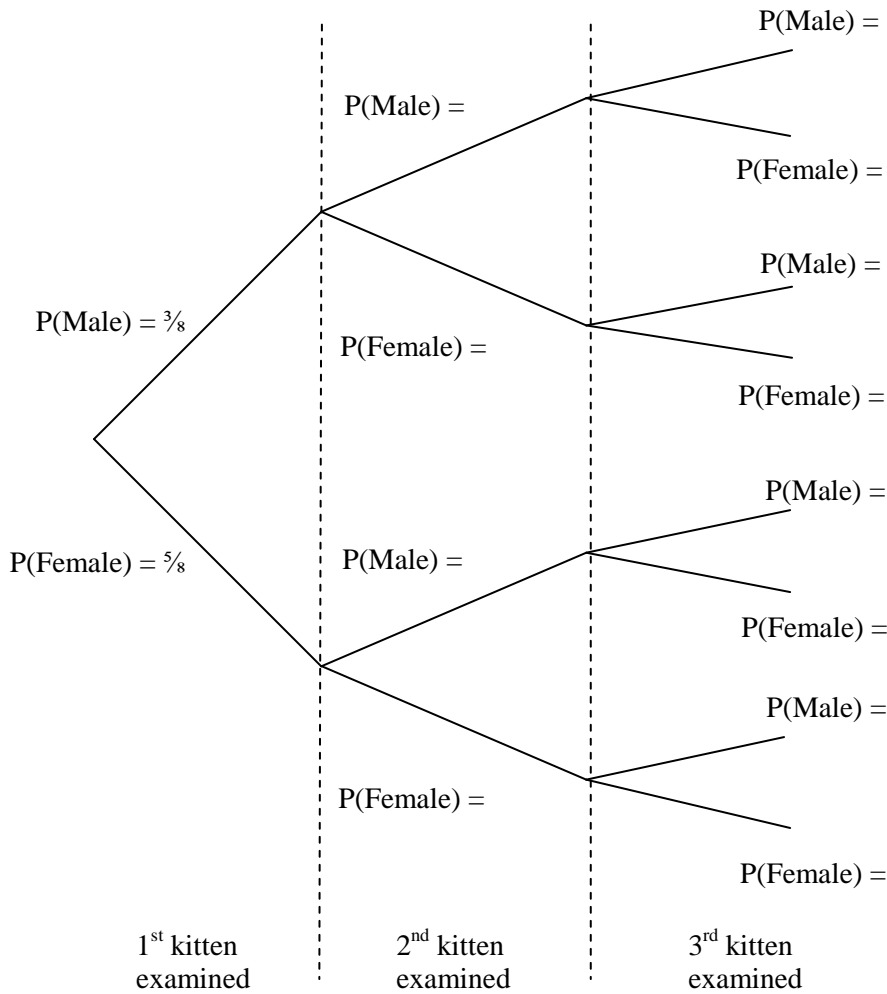 P(Male) =
P(Male) =
P(Female) =
P(Male) =
P(Male) = ⅜
P(Female) =
P(Female) =
P(Male) =
P(Female) = ⅝
P(Male) =
P(Female) =
P(Male) =
P(Female) =
P(Female) =
1st kitten examined
2nd kitten examined
3rd kitten examined